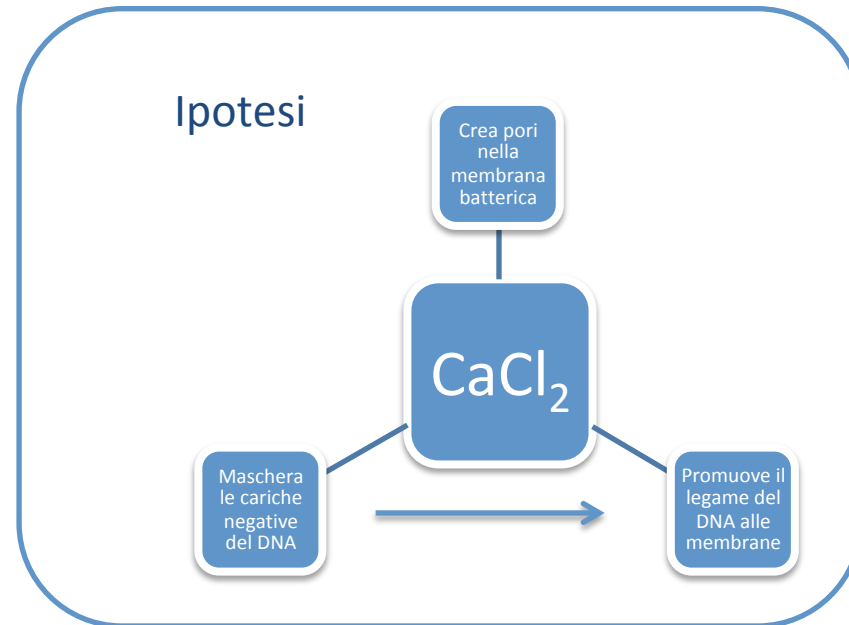 Ipotesi
Crea pori
nella
membrana
batterica
CaCl₂
Maschera
le cariche
negative
del DNA
Promuove il
legame del
DNA alle
membrane